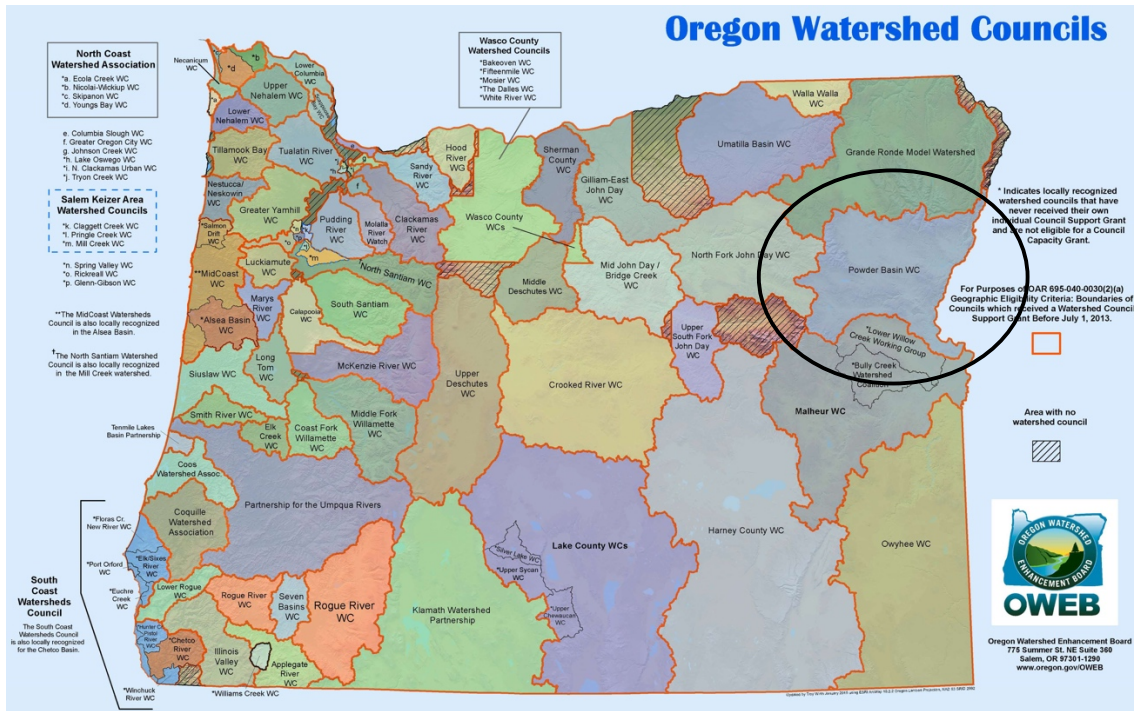 Oregon Watershed Councils
North Coast
Watershed Association
*a. Ecola Creek WC
*b. Nicolai-Wickiup WC
*c. Skipanon WC
*d. Youngs Bay WC
e. Columbia Slough WC
f. Greater Oregon City WC
g. Johnson Creek WC
*h. Lake Oswego WC
*i. N. Clackamas Urban WC
*j. Tryon Creek WC
Salem Keizer Area
Watershed Councils
*k. Claggett Creek WC
*l. Pringle Creek WC
*m. Mill Creek WC
*n. Spring Valley WC
*o. Rickreall WC
*p. Glenn-Gibson WC
**The MidCoast Watersheds
Council is also locally recognized
in the Alsea Basin.
†The North Santiam Watershed
Council is also locally recognized
in the Mill Creek watershed.
Wasco County
Watershed Councils
*Bakeoven WC
*Fifteenmile WC
*Mosier WC
*The Dalles WC
*White River WC
Necanicum WC
*d
*b
Lower
Columbia
WC
Upper
Nehalem WC
Lower
Nehalem WC
Tillamook Bay
WC
Tualatin River
WC
Nestucca/
Neskowin
WC
Greater Yamhill
WC
*Salmon
Drift
WC
Luckiamute
WC
**MidCoast
WC
Marys
River
WC
*Alsea Basin
WC
Siuslaw WC
Long
Tom
WC
Smith River WC
Elk
Creek
WC
Coast Fork
Willamette
WC
Middle Fork
Willamette
WC
McKenzie River WC
Calapooia
WC
South Santiam
WC
†North Santiam WC
*m
*o
f
Pudding
River
WC
Molalla
River
Watch
Clackamas
River
WC
Sandy
River
WC
Hood
River
WG
Wasco County
WCs
Sherman
County
WC
Gilliam-East
John Day
WC
Umatilla Basin WC
Walla Walla
WC
Grande Ronde Model Watershed
Powder Basin WC
North Fork John Day WC
Mid John Day /
Bridge Creek
WC
Middle
Deschutes WC
Upper
South Fork
John Day
WC
Upper
Deschutes
WC
Crooked River WC
*Lower Willow
Creek Working Group
*Bully Creek
Watershed
Coalition
Malheur WC
Owyhee WC
Harney County WC
Lake County WCs
*Silver Lake WC
*Upper Sycan
WC
*Upper
Chewaucan
WC
Klamath Watershed
Partnership
Partnership for the Umpqua Rivers
Tenmile Lakes
Basin Partnership
Coos
Watershed Assoc.
Coquille
Watershed
Association
*Floras Cr.
New River WC
*Elk/Sixes
River
WC
*Port Orford
WC
*Euchre
Creek
WC
Lower Rogue
WC
South
Coast
Watersheds
Council
The South Coast
Watersheds Council
is also locally recognized
for the Chetco Basin.
*Chetco
River
WC
*Winchuck
River WC
Illinois
Valley
WC
*Williams Creek WC
Applegate
River
WC
Rogue River
WC
Seven
Basins
WC
Rogue River
WC
* Indicates locally recognized
watershed councils that have
never received their own
individual Council Support Grant
and are not eligible for a Council
Capacity Grant.
For Purposes of OAR 695-040-0030(2)(a)
Geographic Eligibility Criteria: Boundaries of
Councils which received a Watershed Council
Support Grant Before July 1, 2013.
Area with no
watershed council
OREGON WATERSHED
ENHANCEMENT BOARD
OWEB
Oregon Watershed Enhancement Board
775 Summer St. NE Suite 360
Salem, OR 97301-1290
www.oregon.gov/OWEB